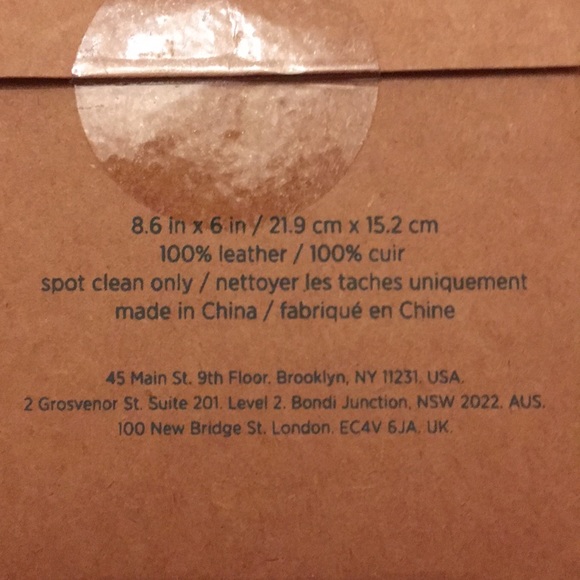 8.6 in x 6 in / 21.9 cm x 15.2 cm
100% leather / 100% cuir
spot clean only / nettoyer les taches uniquement
made in China / fabriqué en Chine
45 Main St. 9th Floor. Brooklyn, NY 11231. USA.
2 Grosvenor St. Suite 201. Level 2. Bondi Junction, NSW 2022. AUS.
100 New Bridge St. London. EC4V 6JA. UK.